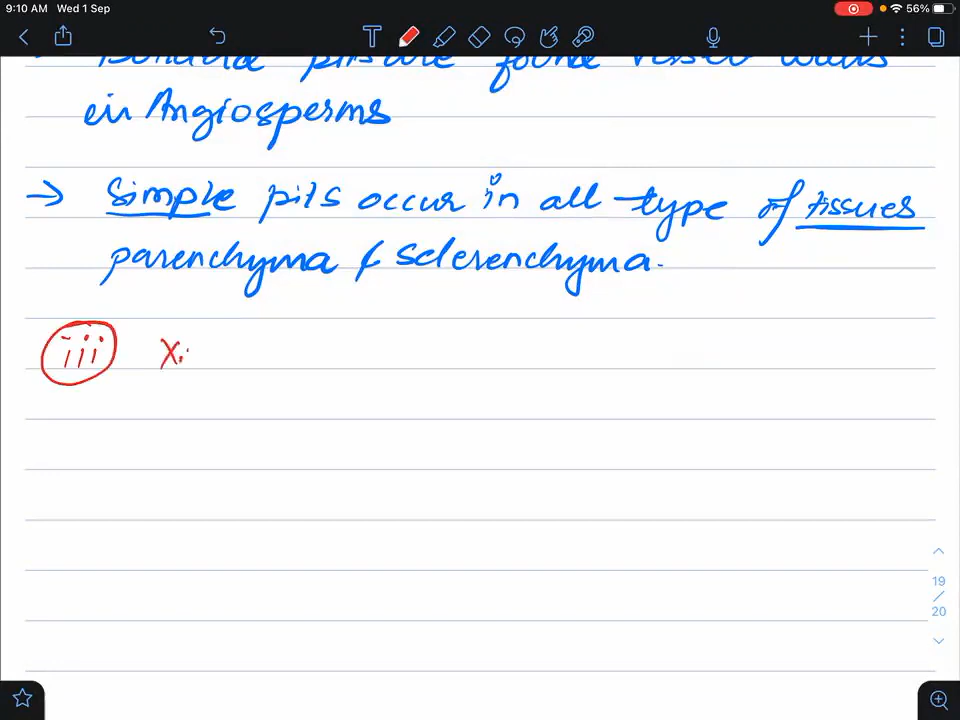 9:10 AM Wed 1 Sep
56%
T
in Angiosperms
→ Simple pits occur in all type of tissues
parenchyma & sclerenchyma.
iii X
19
/
20